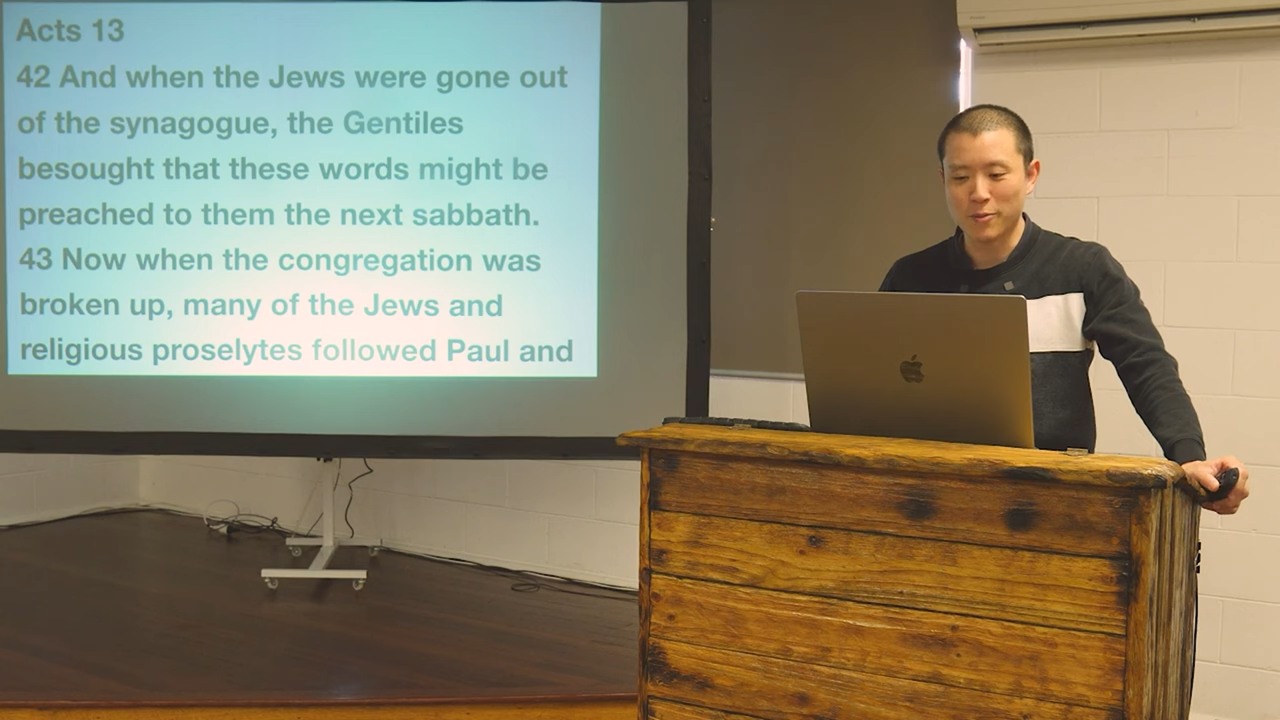 Acts 13
42 And when the Jews were gone out
of the synagogue, the Gentiles
besought that these words might be
preached to them the next sabbath.
43 Now when the congregation was
broken up, many of the Jews and
religious proselytes followed Paul and